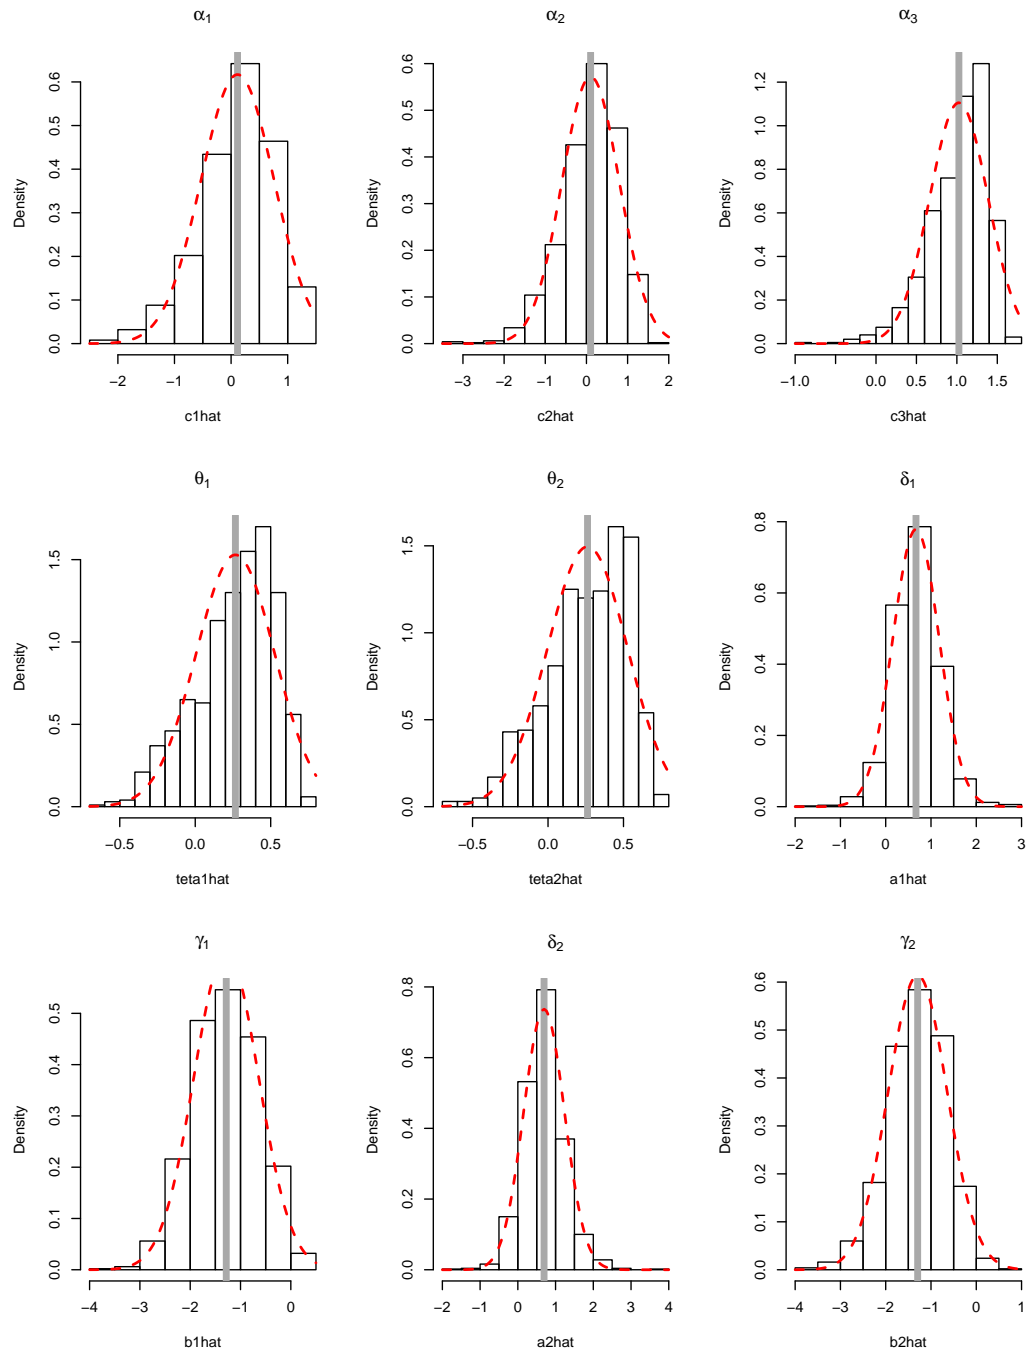 α1
Density
0.0 0.1 0.2 0.3 0.4 0.5 0.6
−2 −1 0 1
c1hat
α2
Density
0.0 0.1 0.2 0.3 0.4 0.5 0.6
−3 −2 −1 0 1 2
c2hat
α3
Density
0.0 0.2 0.4 0.6 0.8 1.0 1.2
−1.0 0.0 0.5 1.0 1.5
c3hat
θ1
Density
0.0 0.5 1.0 1.5
−0.5 0.0 0.5
teta1hat
θ2
Density
0.0 0.5 1.0 1.5
−0.5 0.0 0.5
teta2hat
δ1
Density
0.0 0.2 0.4 0.6 0.8
−2 −1 0 1 2 3
a1hat
γ1
Density
0.0 0.1 0.2 0.3 0.4 0.5
−4 −3 −2 −1 0
b1hat
δ2
Density
0.0 0.2 0.4 0.6 0.8
−2 −1 0 1 2 3 4
a2hat
γ2
Density
0.0 0.1 0.2 0.3 0.4 0.5 0.6
−4 −3 −2 −1 0 1
b2hat